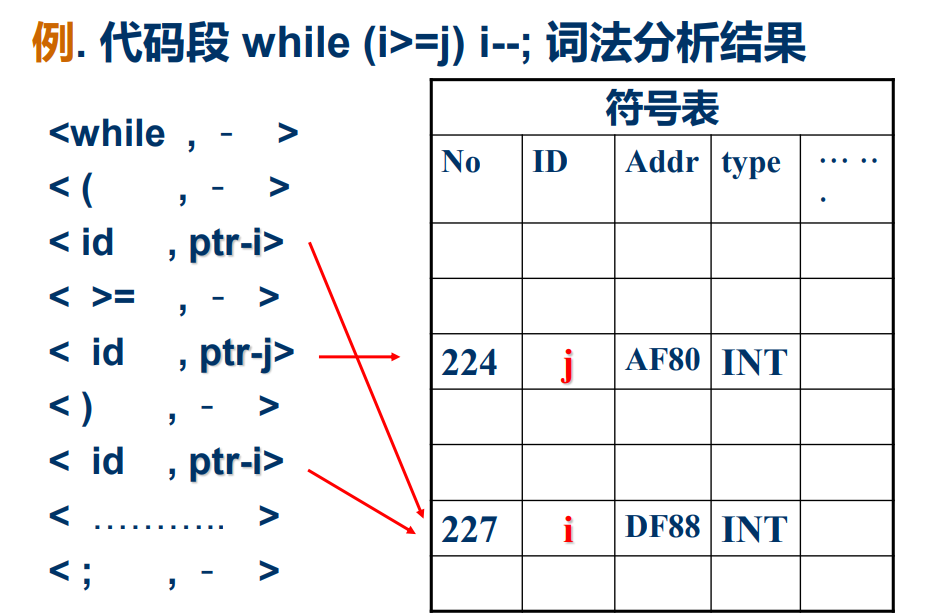 例. 代码段 while (i>=j) i--; 词法分析结果
<while , - >
< ( , - >
< id , ptr-i>
< >= , - >
< id , ptr-j>
< ) , - >
< id , ptr-i>
< ……….. >
< ; , - >
符号表
No ID Addr type … …
224 j AF80 INT
227 i DF88 INT